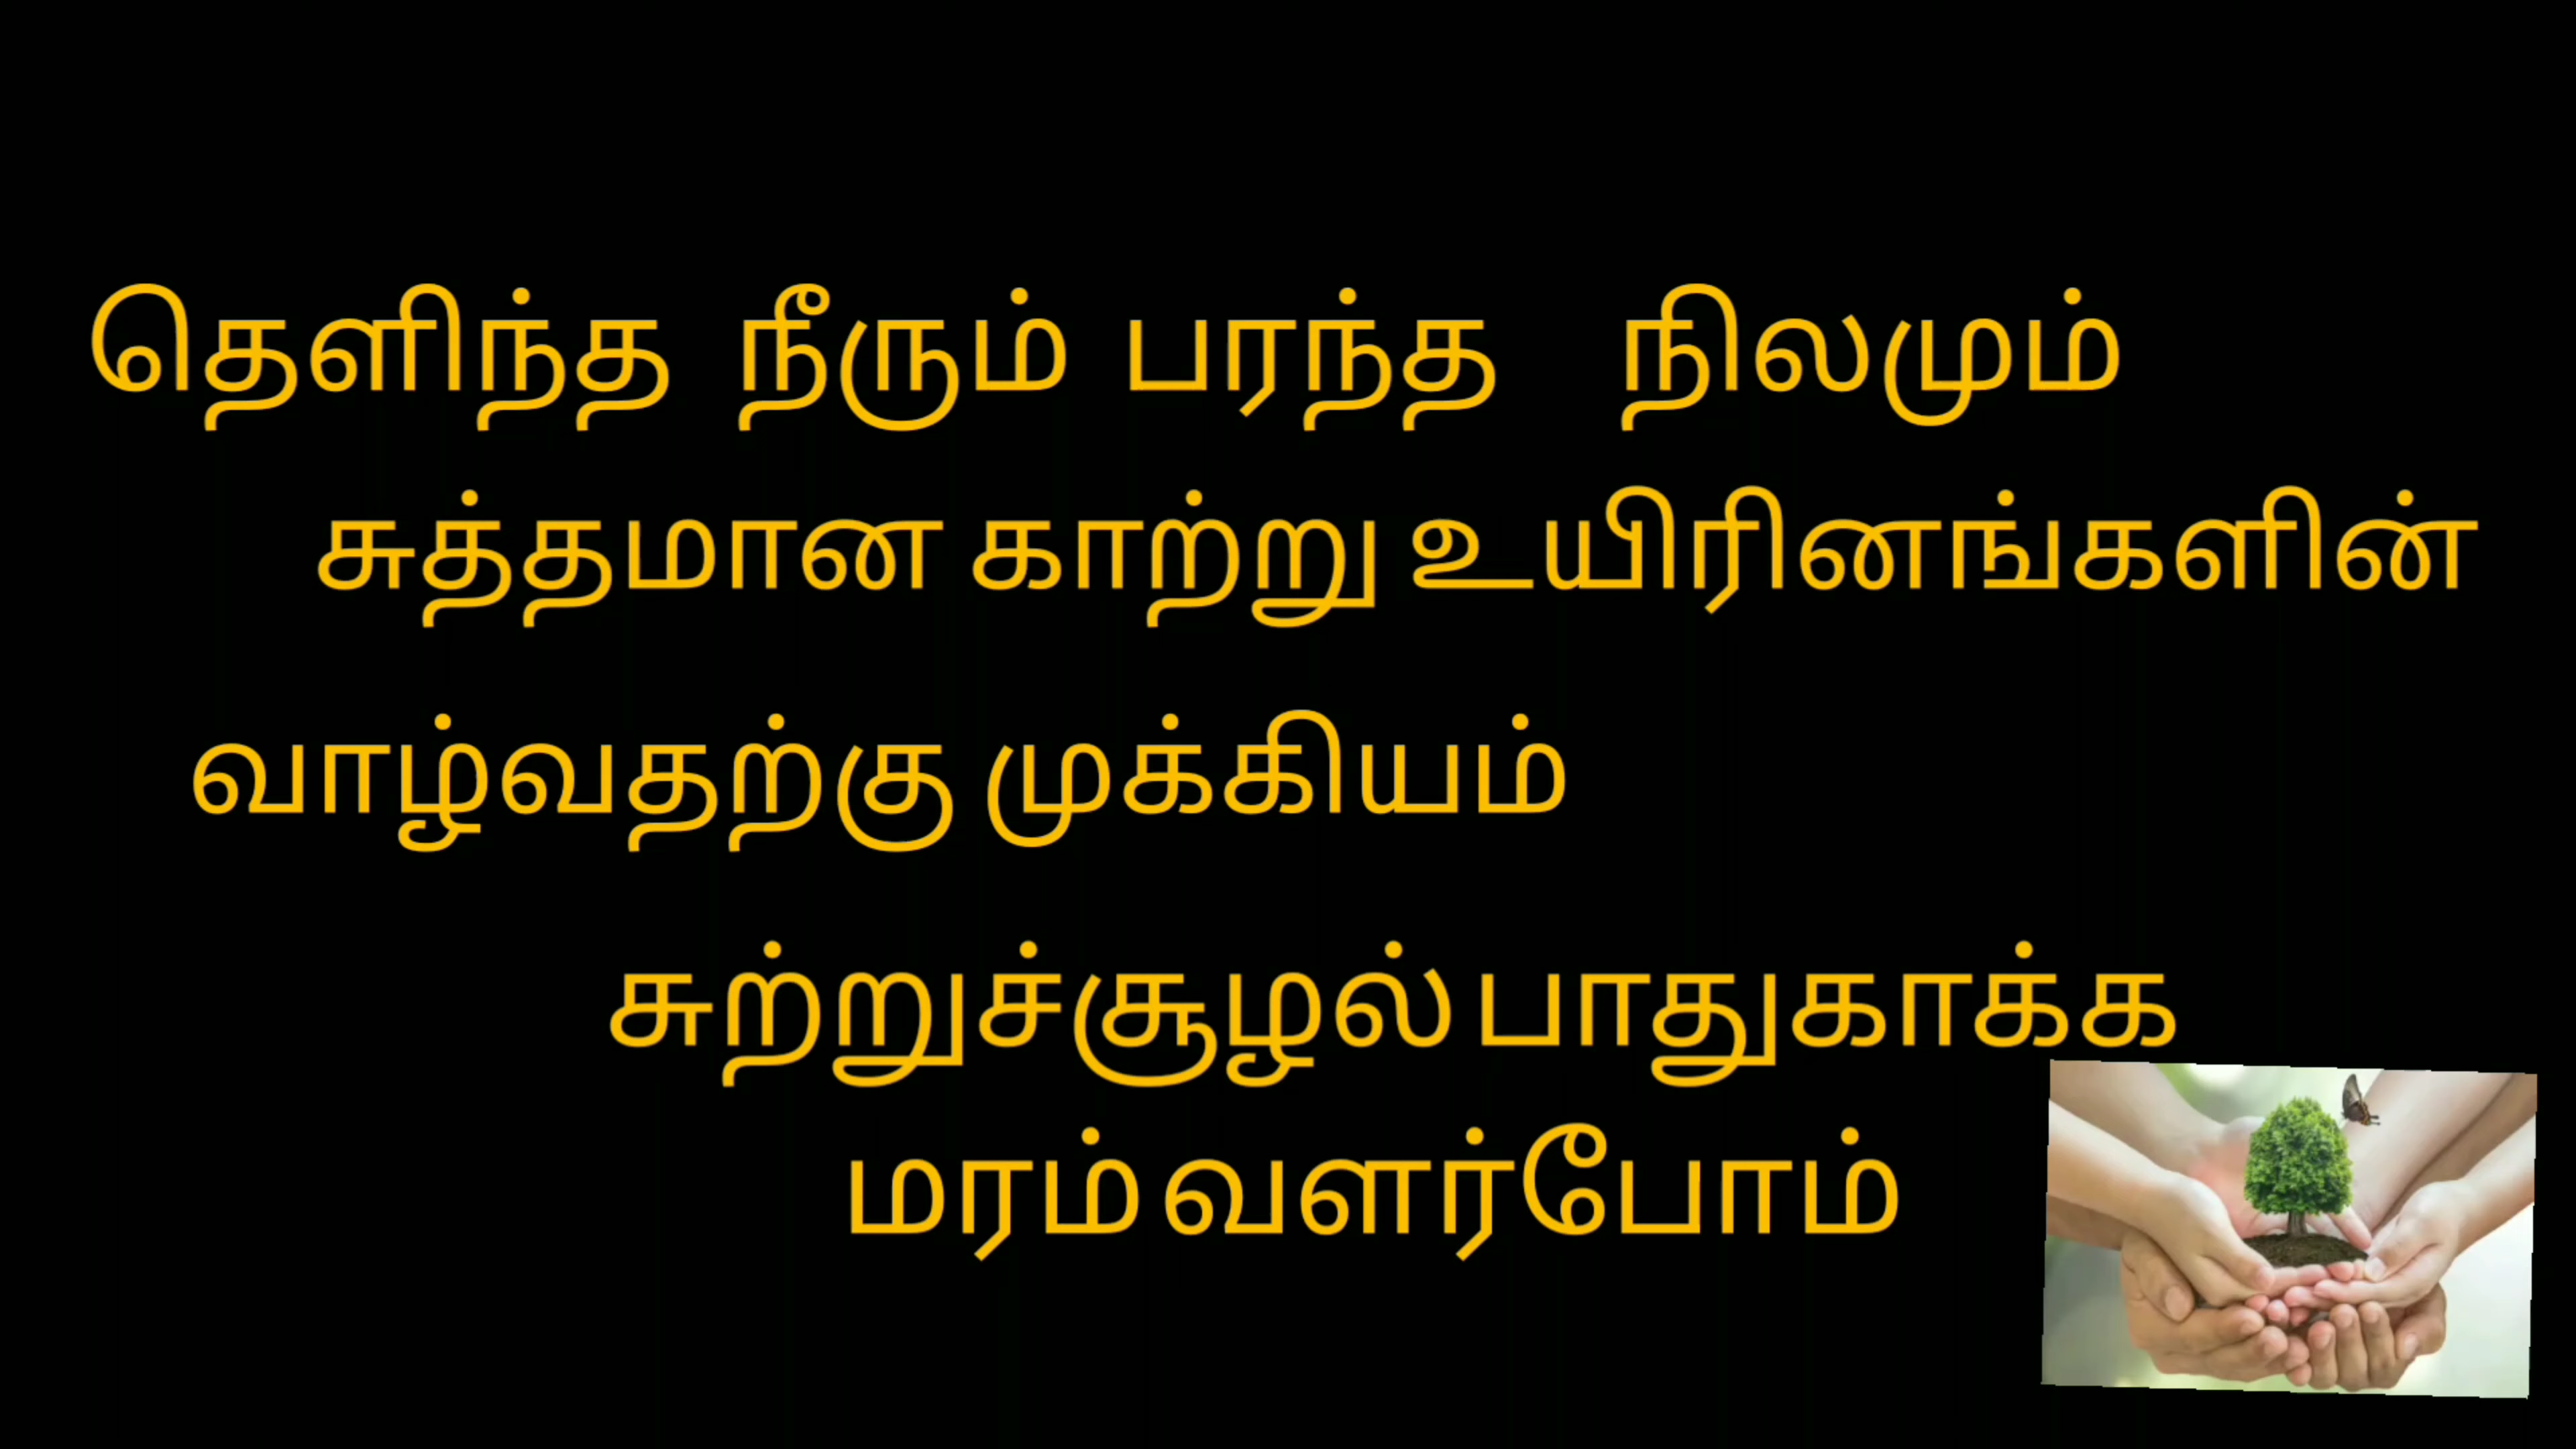 தெளிந்த நீரும் பரந்த நிலமும்
சுத்தமான காற்று உயிரினங்களின்
வாழ்வதற்கு முக்கியம்
சுற்றுச்சூழல் பாதுகாக்க
மரம் வளர்போம்